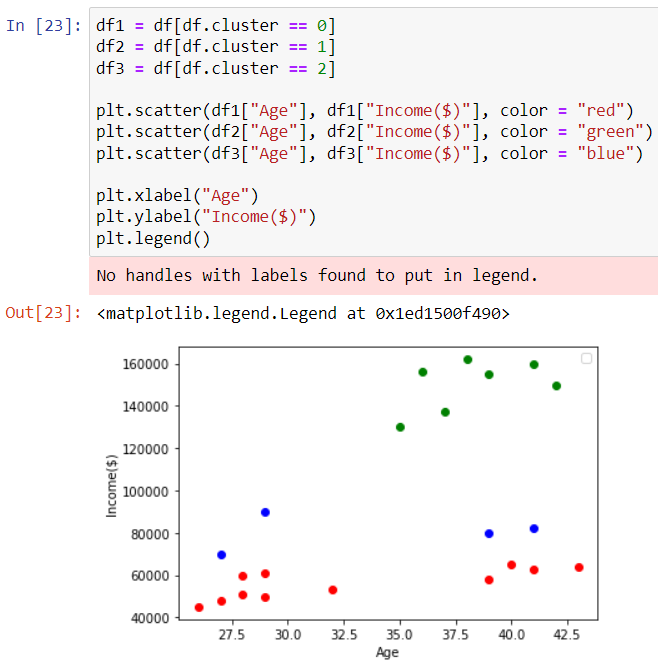 In [23]: df1 = df[df.cluster == 0]
df2 = df[df.cluster == 1]
df3 = df[df.cluster == 2]
plt.scatter(df1["Age"], df1["Income($)"], color = "red")
plt.scatter(df2["Age"], df2["Income($)"], color = "green")
plt.scatter(df3["Age"], df3["Income($)"], color = "blue")
plt.xlabel("Age")
plt.ylabel("Income($)")
plt.legend()
No handles with labels found to put in legend.
Out[23]: <matplotlib.legend.Legend at 0x1ed1500f490>
160000
140000
120000
100000
80000
60000
40000
Income($)
27.5 30.0 32.5 35.0 37.5 40.0 42.5
Age